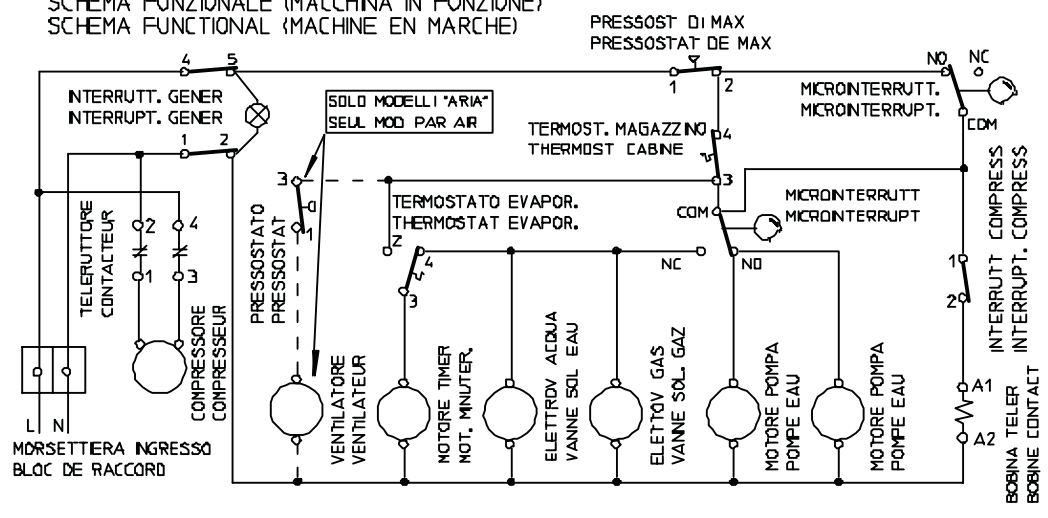 SCHEMA FUNZIONALE (MACCHINA IN FUNZIONE)
SCHEMA FUNCTIONAL (MACHINE EN MARCHE)
PRESSOST DI MAX
PRESSOSTAT DE MAX
4 5
1 2
NO NC
INTERRUTT. GENER
INTERRUPT. GENER
SOLO MODELLI "ARIA"
SEUL MOD PAR AIR
MICROINTERRUTT.
MICROINTERRUPT.
COM
TERMOST. MAGAZZINO
THERMOST CABINE
4
1 2
3
3
TERMOSTATO EVAPOR.
THERMOSTAT EVAPOR.
MICROINTERRUTT
MICROINTERRUPT
COM
2 4
1
2
4
NC NO
TELERUTTORE
CONTACTEUR
1 3
3
PRESSOSTATO
PRESSOSTAT
1
2
INTERRUTT COMPRESS
INTERRUPT. COMPRESS
COMPRESSORE
COMPRESSEUR
VENTILATORE
VENTILATEUR
MOTORE TIMER
MOT. MINUTER.
ELETTROV ACQUA
VANNE SOL EAU
ELETTOV GAS
VANNE SOL. GAZ
MOTORE POMPA
POMPE EAU
MOTORE POMPA
POMPE EAU
A1
A2
BOBINA TELER
BOBINE CONTACT
L N
MORSETTIERA INGRESSO
BLOC DE RACCORD